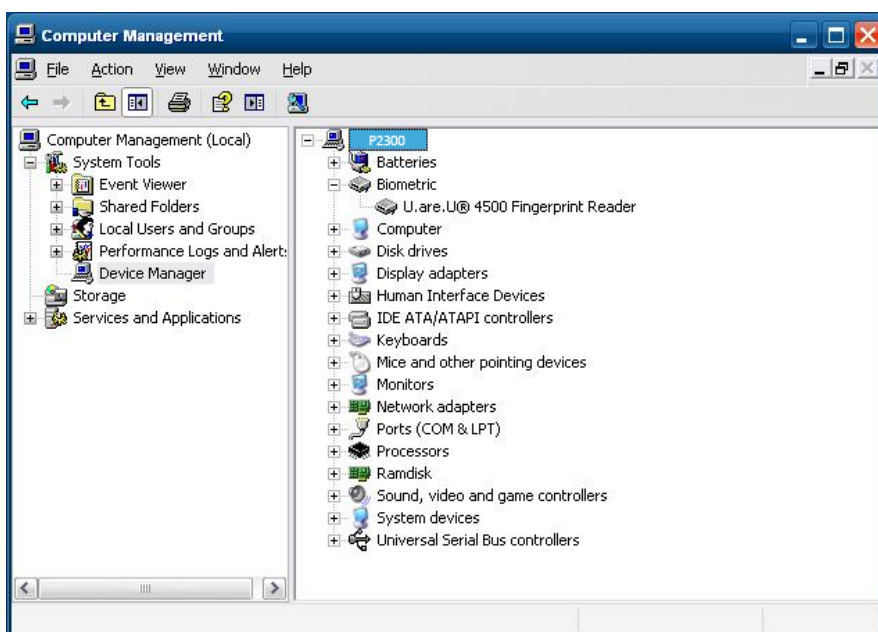 Computer Management
File Action View Window Help
Computer Management (Local)
System Tools
Event Viewer
Shared Folders
Local Users and Groups
Performance Logs and Alert:
Device Manager
Storage
Services and Applications
P2300
Batteries
Biometric
U.are.U® 4500 Fingerprint Reader
Computer
Disk drives
Display adapters
Human Interface Devices
IDE ATA/ATAPI controllers
Keyboards
Mice and other pointing devices
Monitors
Network adapters
Ports (COM & LPT)
Processors
Ramdisk
Sound, video and game controllers
System devices
Universal Serial Bus controllers